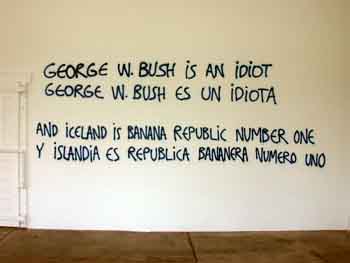 GEORGE W. BUSH iS AN iDiOT
GEORGE W. BUSH ES UN iDiOTA
AND iCELAND iS BANANA REPUBLIC NUMBER ONE
Y iSLANDiA ES REPUBLICA BANANERA NUMERO UNO